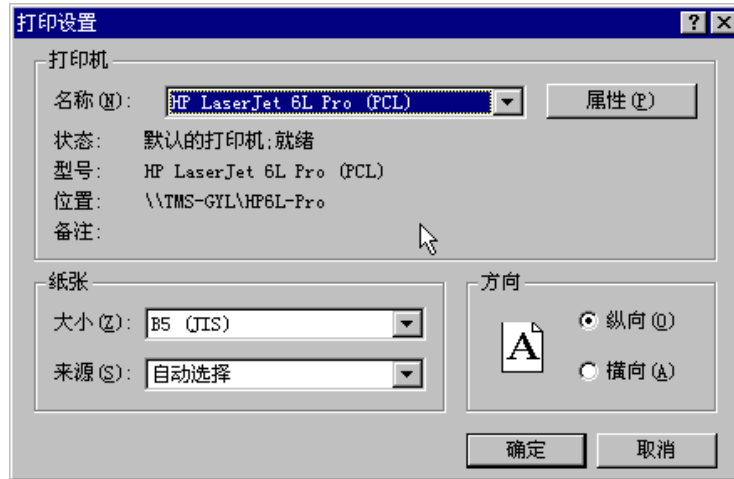 打印设置
打印机
名称(N): HP LaserJet 6L Pro (PCL) 属性(P)
状态: 默认的打印机;就绪
型号: HP LaserJet 6L Pro (PCL)
位置: \\TMS-GYL\HP6L-Pro
备注:
纸张
大小(Z): B5 (JIS)
来源(S): 自动选择
方向
A
纵向(O)
横向(A)
确定 取消